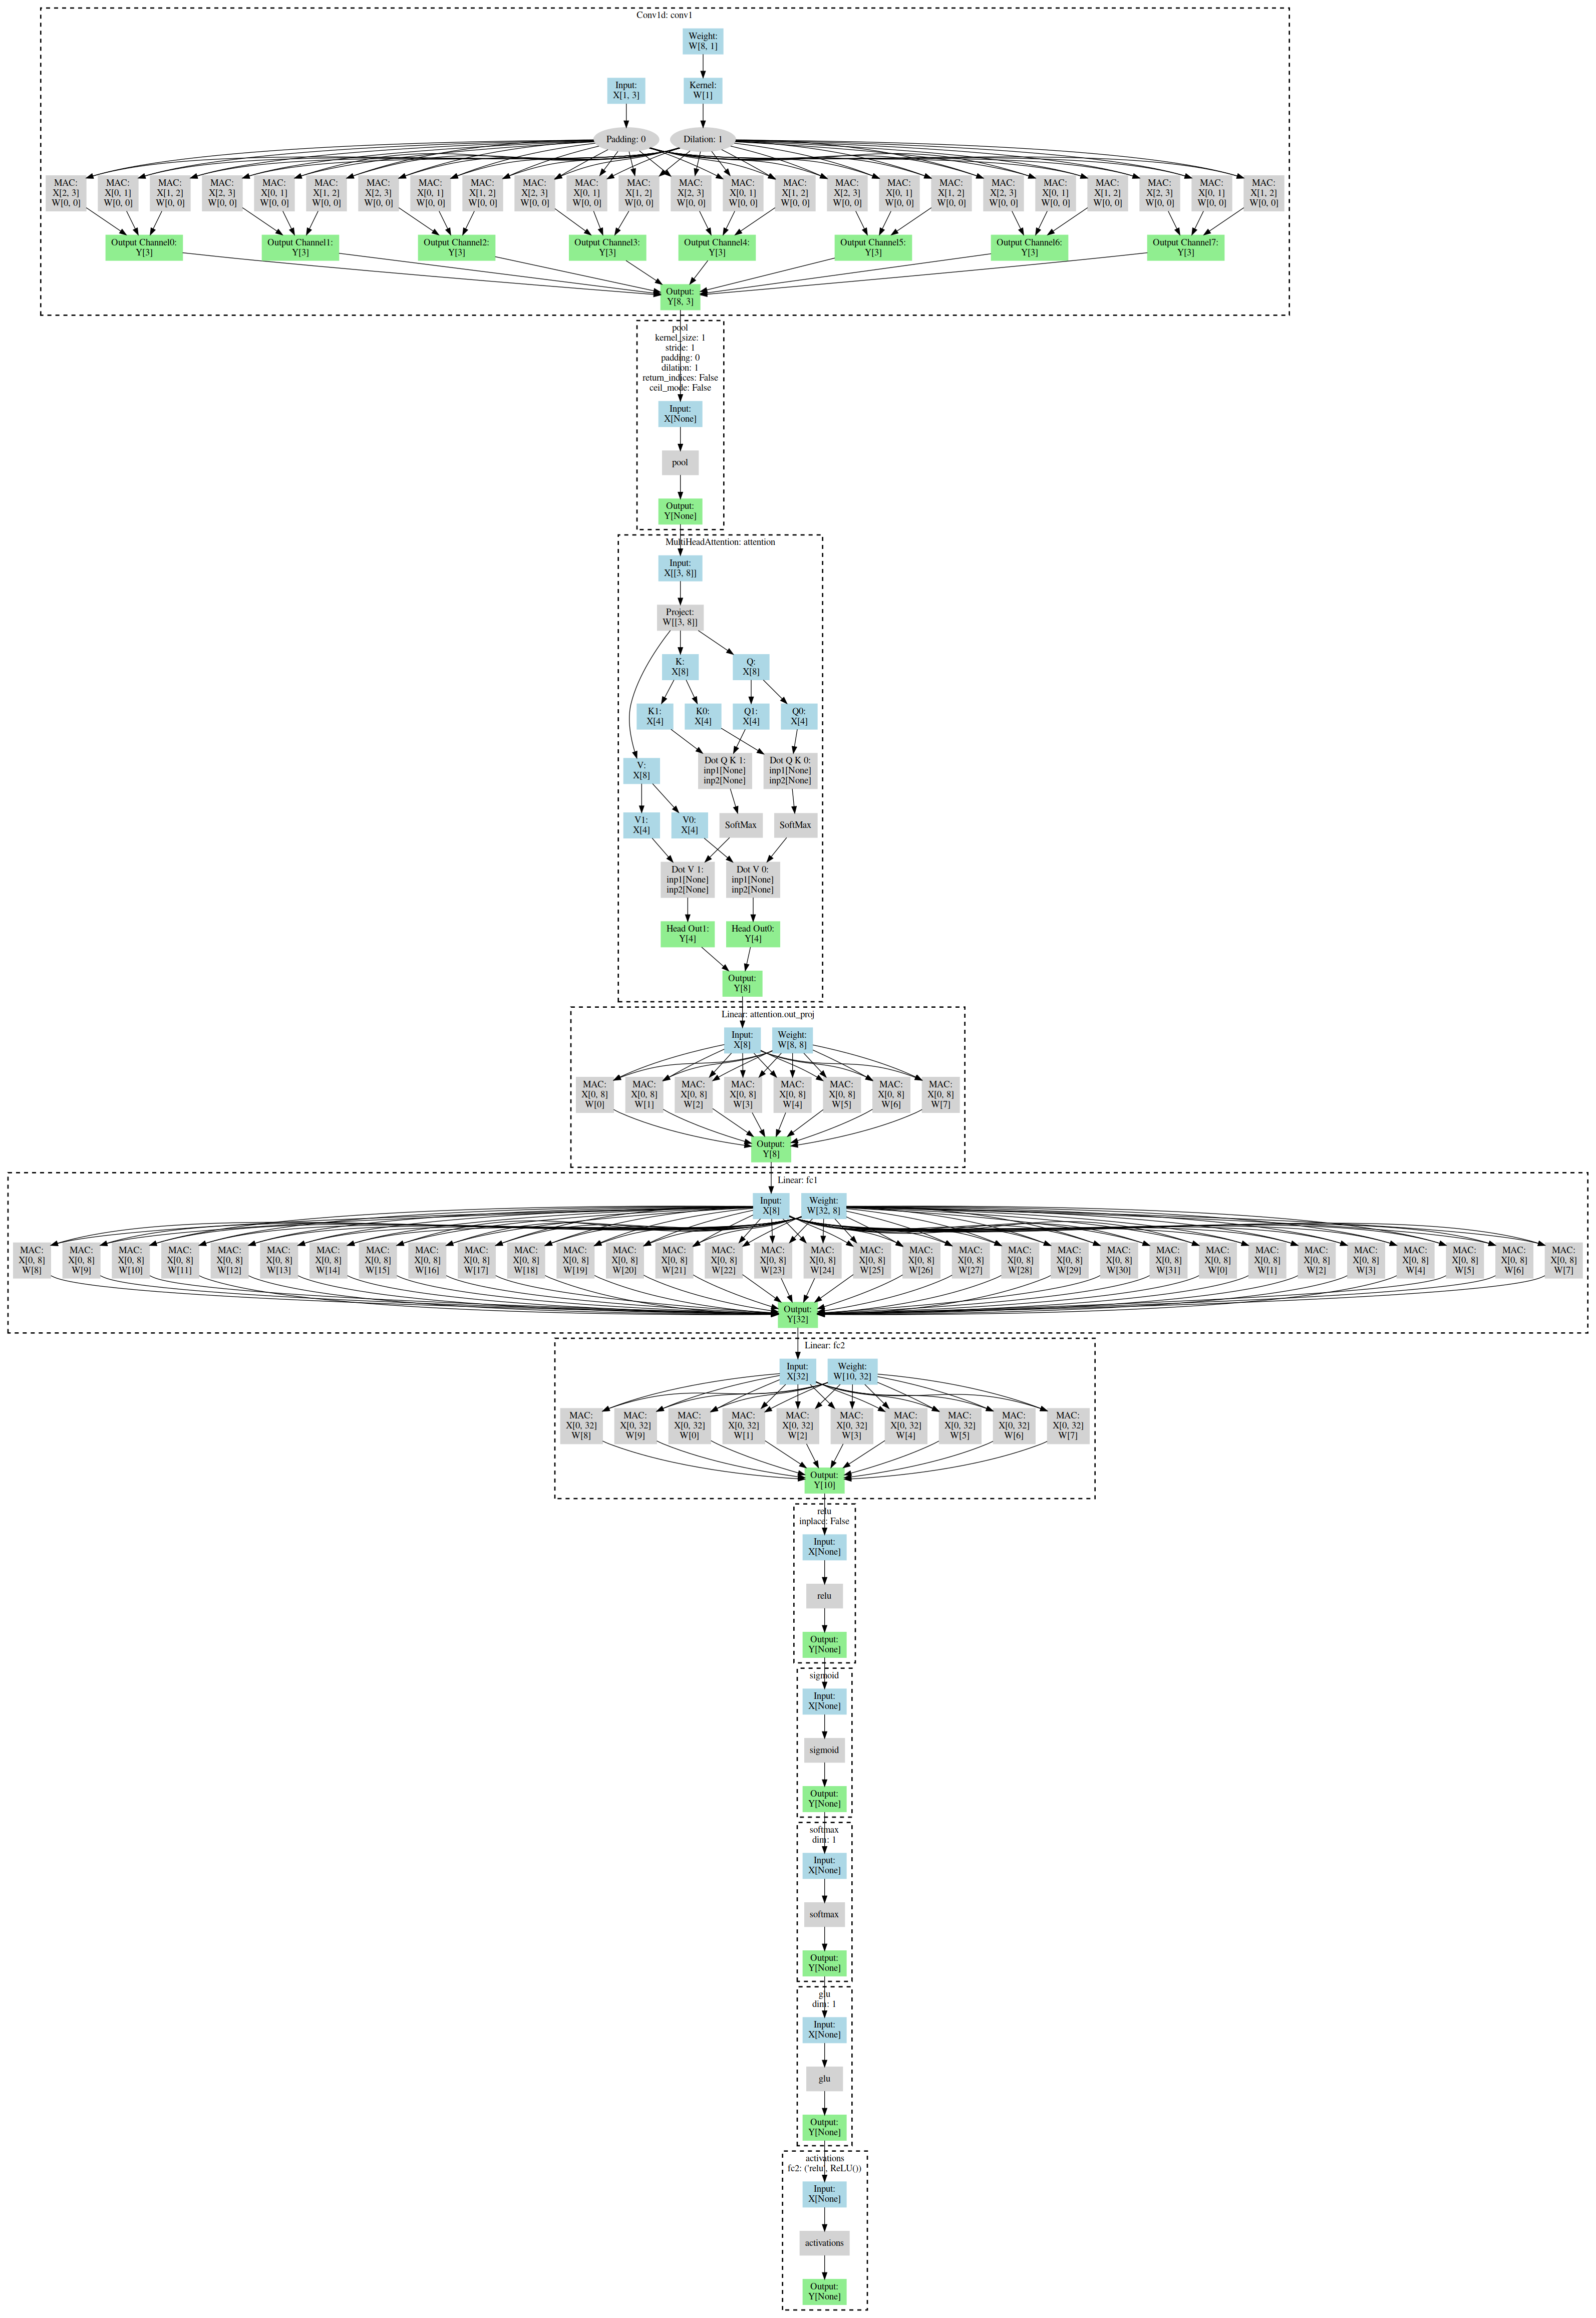 Conv1d: conv1
Weight:
W[8, 1]
Input:
X[1, 3]
Kernel:
W[1]
Padding: 0
Dilation: 1
MAC:
X[2, 3]
W[0, 0]
MAC:
X[0, 1]
W[0, 0]
MAC:
X[1, 2]
W[0, 0]
MAC:
X[2, 3]
W[0, 0]
MAC:
X[0, 1]
W[0, 0]
MAC:
X[1, 2]
W[0, 0]
MAC:
X[2, 3]
W[0, 0]
MAC:
X[0, 1]
W[0, 0]
MAC:
X[1, 2]
W[0, 0]
MAC:
X[2, 3]
W[0, 0]
MAC:
X[0, 1]
W[0, 0]
MAC:
X[1, 2]
W[0, 0]
MAC:
X[2, 3]
W[0, 0]
MAC:
X[0, 1]
W[0, 0]
MAC:
X[1, 2]
W[0, 0]
MAC:
X[2, 3]
W[0, 0]
MAC:
X[0, 1]
W[0, 0]
MAC:
X[1, 2]
W[0, 0]
MAC:
X[2, 3]
W[0, 0]
MAC:
X[0, 1]
W[0, 0]
MAC:
X[1, 2]
W[0, 0]
MAC:
X[2, 3]
W[0, 0]
MAC:
X[0, 1]
W[0, 0]
MAC:
X[1, 2]
W[0, 0]
Output Channel0:
Y[3]
Output Channel1:
Y[3]
Output Channel2:
Y[3]
Output Channel3:
Y[3]
Output Channel4:
Y[3]
Output Channel5:
Y[3]
Output Channel6:
Y[3]
Output Channel7:
Y[3]
Output:
Y[8, 3]
pool
kernel_size: 1
stride: 1
padding: 0
dilation: 1
return_indices: False
ceil_mode: False
Input:
X[None]
pool
Output:
Y[None]
MultiHeadAttention: attention
Input:
X[[3, 8]]
Project:
W[[3, 8]]
K:
X[8]
Q:
X[8]
K1:
X[4]
K0:
X[4]
Q1:
X[4]
Q0:
X[4]
V:
X[8]
Dot Q K 1:
inp1[None]
inp2[None]
Dot Q K 0:
inp1[None]
inp2[None]
V1:
X[4]
V0:
X[4]
SoftMax
SoftMax
Dot V 1:
inp1[None]
inp2[None]
Dot V 0:
inp1[None]
inp2[None]
Head Out1:
Y[4]
Head Out0:
Y[4]
Output:
Y[8]
Linear: attention.out_proj
Input:
X[8]
Weight:
W[8, 8]
MAC:
X[0, 8]
W[0]
MAC:
X[0, 8]
W[1]
MAC:
X[0, 8]
W[2]
MAC:
X[0, 8]
W[3]
MAC:
X[0, 8]
W[4]
MAC:
X[0, 8]
W[5]
MAC:
X[0, 8]
W[6]
MAC:
X[0, 8]
W[7]
Output:
Y[8]
Linear: fc1
Input:
X[8]
Weight:
W[32, 8]
MAC:
X[0, 8]
W[8]
MAC:
X[0, 8]
W[9]
MAC:
X[0, 8]
W[10]
MAC:
X[0, 8]
W[11]
MAC:
X[0, 8]
W[12]
MAC:
X[0, 8]
W[13]
MAC:
X[0, 8]
W[14]
MAC:
X[0, 8]
W[15]
MAC:
X[0, 8]
W[16]
MAC:
X[0, 8]
W[17]
MAC:
X[0, 8]
W[18]
MAC:
X[0, 8]
W[19]
MAC:
X[0, 8]
W[20]
MAC:
X[0, 8]
W[21]
MAC:
X[0, 8]
W[22]
MAC:
X[0, 8]
W[23]
MAC:
X[0, 8]
W[24]
MAC:
X[0, 8]
W[25]
MAC:
X[0, 8]
W[26]
MAC:
X[0, 8]
W[27]
MAC:
X[0, 8]
W[28]
MAC:
X[0, 8]
W[29]
MAC:
X[0, 8]
W[30]
MAC:
X[0, 8]
W[31]
MAC:
X[0, 8]
W[0]
MAC:
X[0, 8]
W[1]
MAC:
X[0, 8]
W[2]
MAC:
X[0, 8]
W[3]
MAC:
X[0, 8]
W[4]
MAC:
X[0, 8]
W[5]
MAC:
X[0, 8]
W[6]
MAC:
X[0, 8]
W[7]
Output:
Y[32]
Linear: fc2
Input:
X[32]
Weight:
W[10, 32]
MAC:
X[0, 32]
W[8]
MAC:
X[0, 32]
W[9]
MAC:
X[0, 32]
W[0]
MAC:
X[0, 32]
W[1]
MAC:
X[0, 32]
W[2]
MAC:
X[0, 32]
W[3]
MAC:
X[0, 32]
W[4]
MAC:
X[0, 32]
W[5]
MAC:
X[0, 32]
W[6]
MAC:
X[0, 32]
W[7]
Output:
Y[10]
relu
inplace: False
Input:
X[None]
relu
Output:
Y[None]
sigmoid
Input:
X[None]
sigmoid
Output:
Y[None]
softmax
dim: 1
Input:
X[None]
softmax
Output:
Y[None]
glu
dim: 1
Input:
X[None]
glu
Output:
Y[None]
activations
fc2: ('relu', ReLU())
Input:
X[None]
activations
Output:
Y[None]